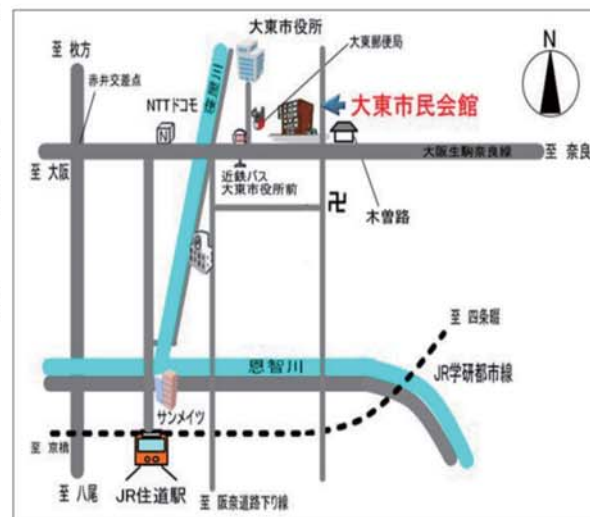 大東市役所
大東郵便局
N
至 枚方
赤井交差点
NTTドコモ
N
大東市民会館
大阪生駒奈良線
至 奈良
至 大阪
近鉄バス
大東市役所前
卍
木曽路
至 四条畷
恩智川
JR学研都市線
サンメイツ
至 京橋
至 八尾
JR住道駅
至 阪奈道路下り線